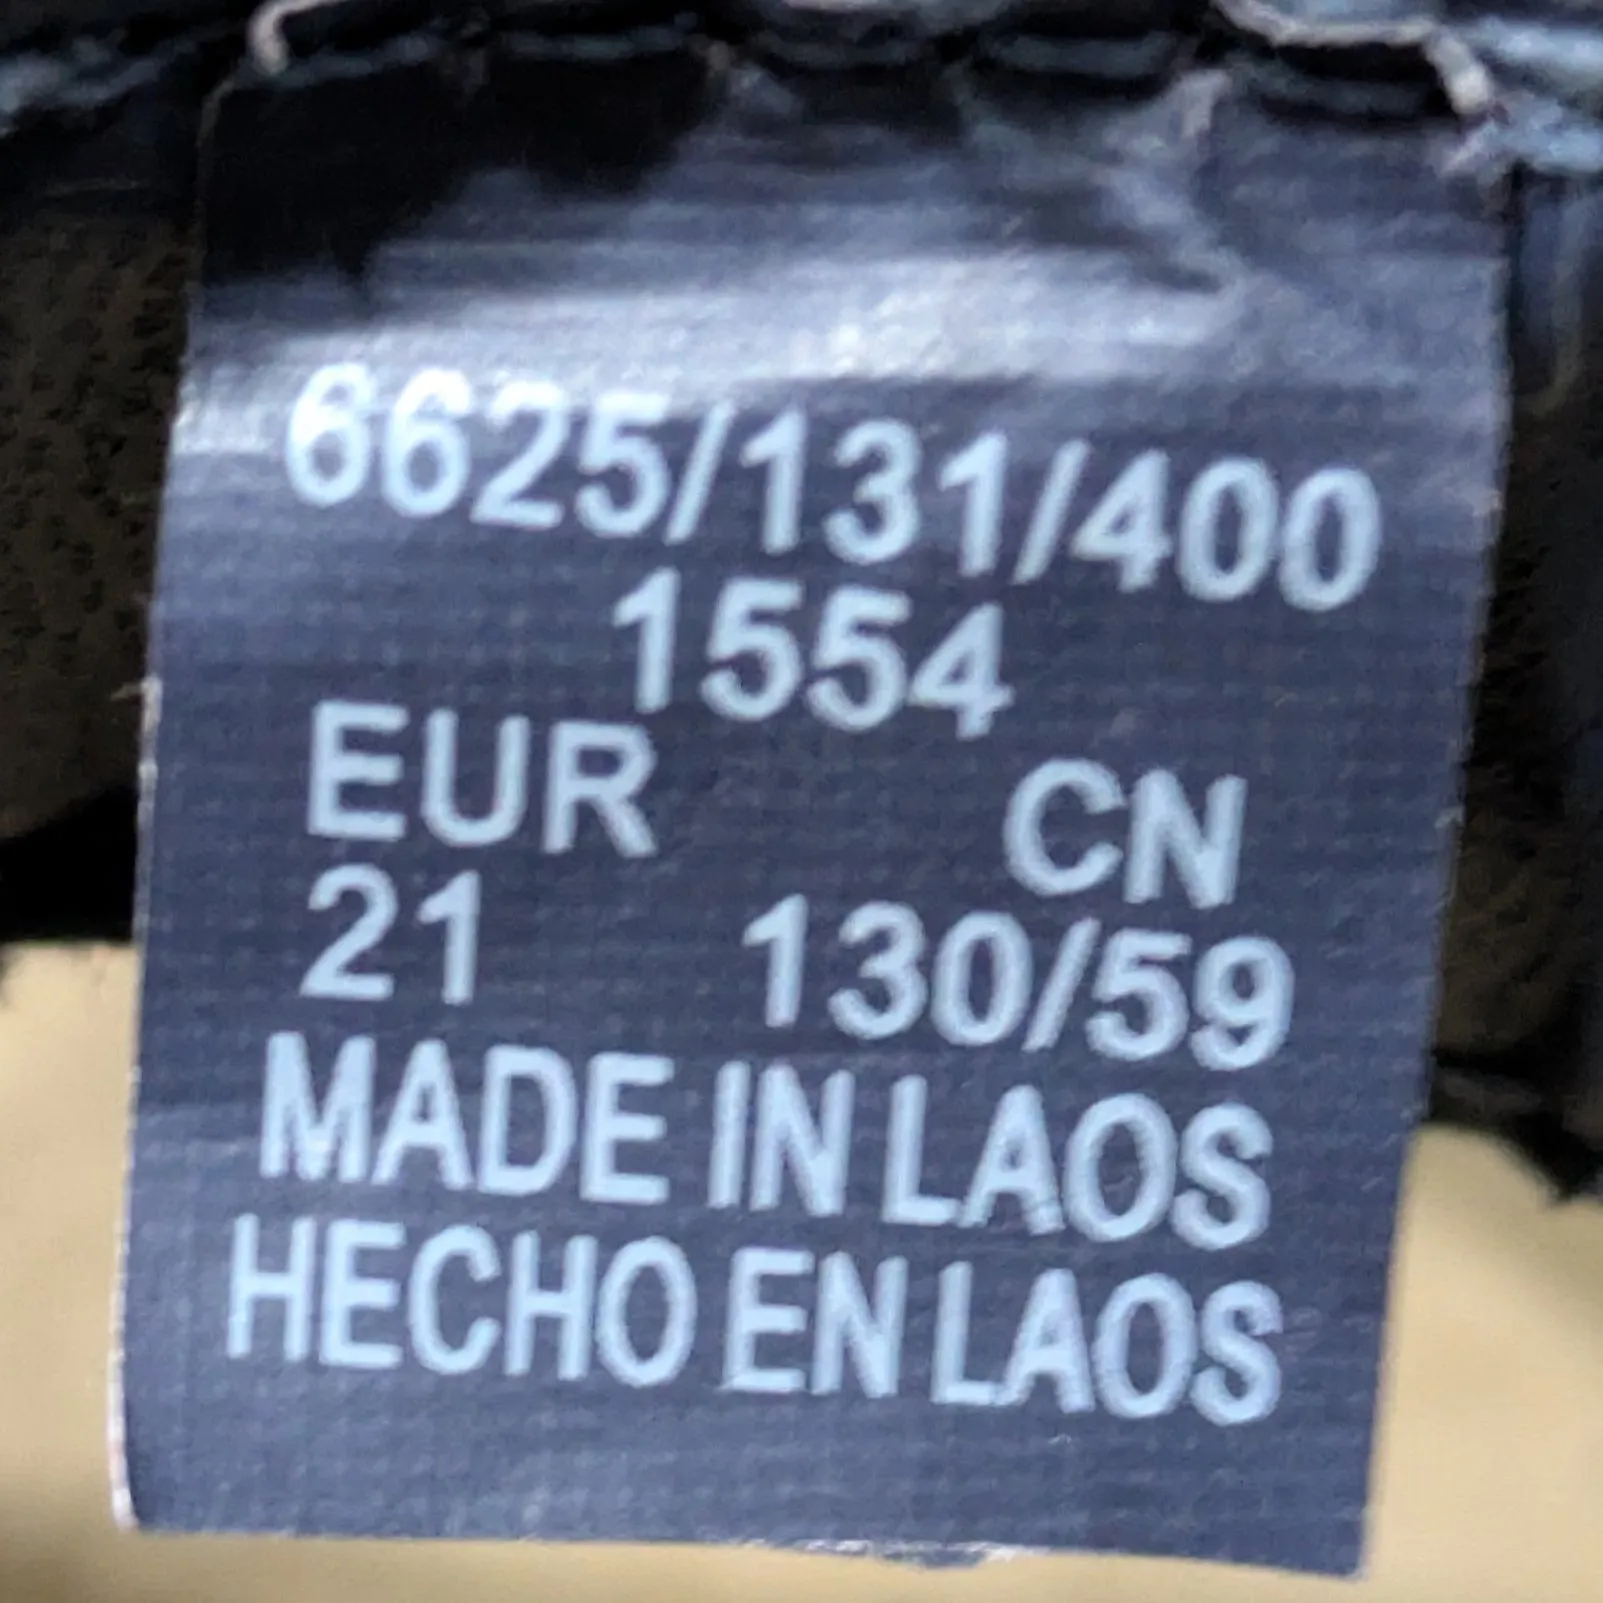 6625/131/400
1554
EUR CN
21 130/59
MADE IN LAOS
HECHO EN LAOS